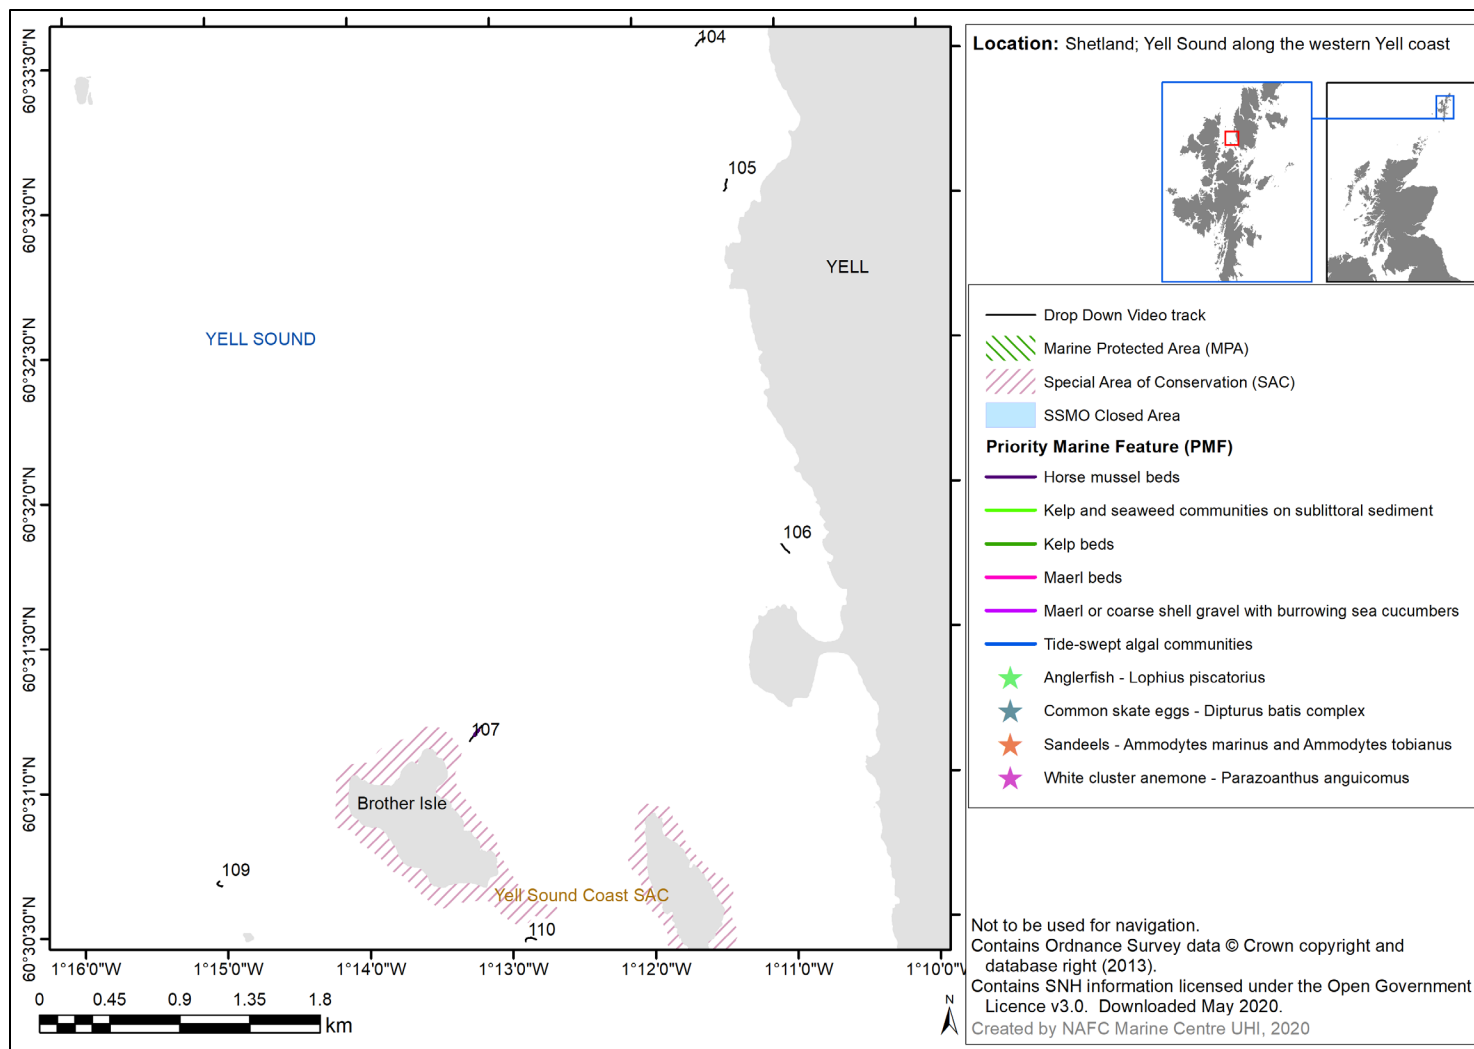 60°33'30"N
60°33'0"N
60°32'30"N
60°32'0"N
60°31'30"N
60°31'0"N
60°30'30"N
104
105
YELL
YELL SOUND
106
107
Brother Isle
109
Yell Sound Coast SAC
110
1°16'0"W
1°15'0"W
1°14'0"W
1°13'0"W
1°12'0"W
1°11'0"W
1°10'0"W
0 0.45 0.9 1.35 1.8
km
N
Location: Shetland; Yell Sound along the western Yell coast
Drop Down Video track
Marine Protected Area (MPA)
Special Area of Conservation (SAC)
SSMO Closed Area
Priority Marine Feature (PMF)
Horse mussel beds
Kelp and seaweed communities on sublittoral sediment
Kelp beds
Maerl beds
Maerl or coarse shell gravel with burrowing sea cucumbers
Tide-swept algal communities
Anglerfish - Lophius piscatorius
Common skate eggs - Dipturus batis complex
Sandeels - Ammodytes marinus and Ammodytes tobianus
White cluster anemone - Parazoanthus anguicomus
Not to be used for navigation.
Contains Ordnance Survey data © Crown copyright and
database right (2013).
Contains SNH information licensed under the Open Government
Licence v3.0. Downloaded May 2020.
Created by NAFC Marine Centre UHI, 2020